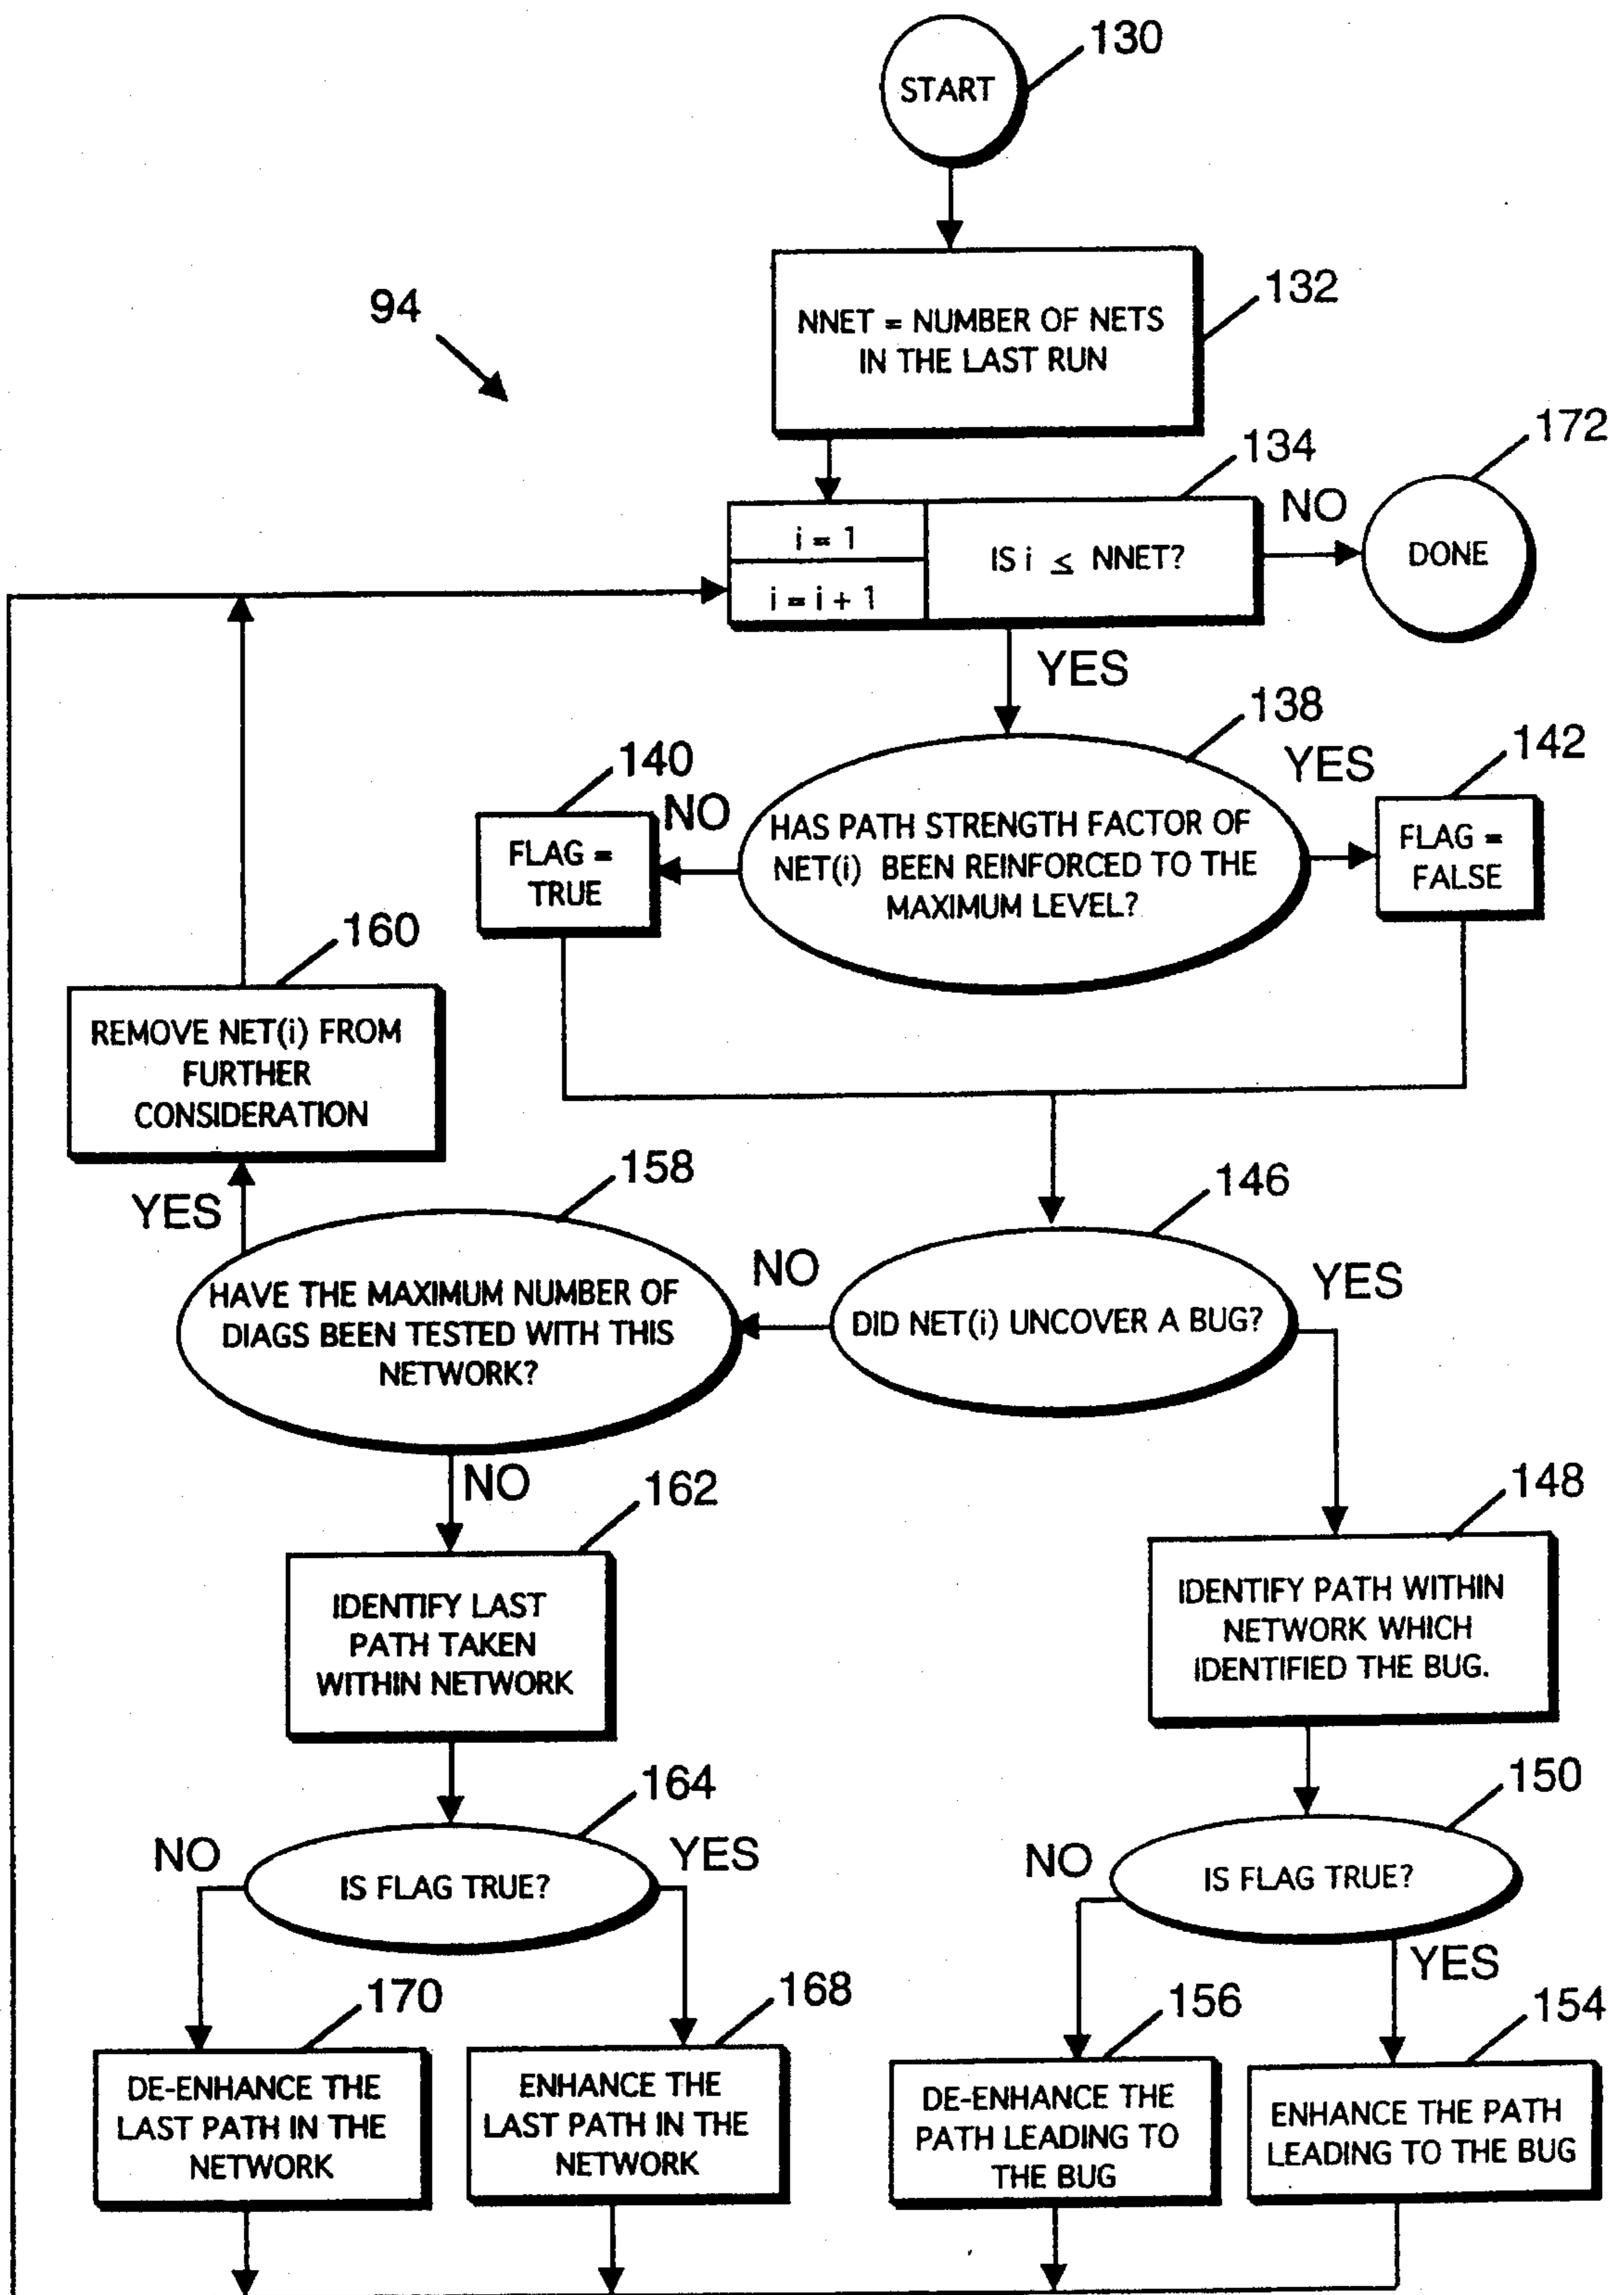 130
START
132
NNET = NUMBER OF NETS
IN THE LAST RUN
94
134
172
i = 1
i = i + 1
IS i ≤ NNET?
NO
DONE
YES
138
140
NO
FLAG =
TRUE
HAS PATH STRENGTH FACTOR OF
NET(i) BEEN REINFORCED TO THE
MAXIMUM LEVEL?
YES
142
FLAG =
FALSE
160
REMOVE NET(i) FROM
FURTHER
CONSIDERATION
YES
158
HAVE THE MAXIMUM NUMBER OF
DIAGS BEEN TESTED WITH THIS
NETWORK?
NO
146
DID NET(i) UNCOVER A BUG?
YES
NO
162
IDENTIFY LAST
PATH TAKEN
WITHIN NETWORK
148
IDENTIFY PATH WITHIN
NETWORK WHICH
IDENTIFIED THE BUG.
164
NO
IS FLAG TRUE?
YES
150
NO
IS FLAG TRUE?
YES
170
DE-ENHANCE THE
LAST PATH IN THE
NETWORK
168
ENHANCE THE
LAST PATH IN THE
NETWORK
156
DE-ENHANCE THE
PATH LEADING TO
THE BUG
154
ENHANCE THE PATH
LEADING TO THE BUG